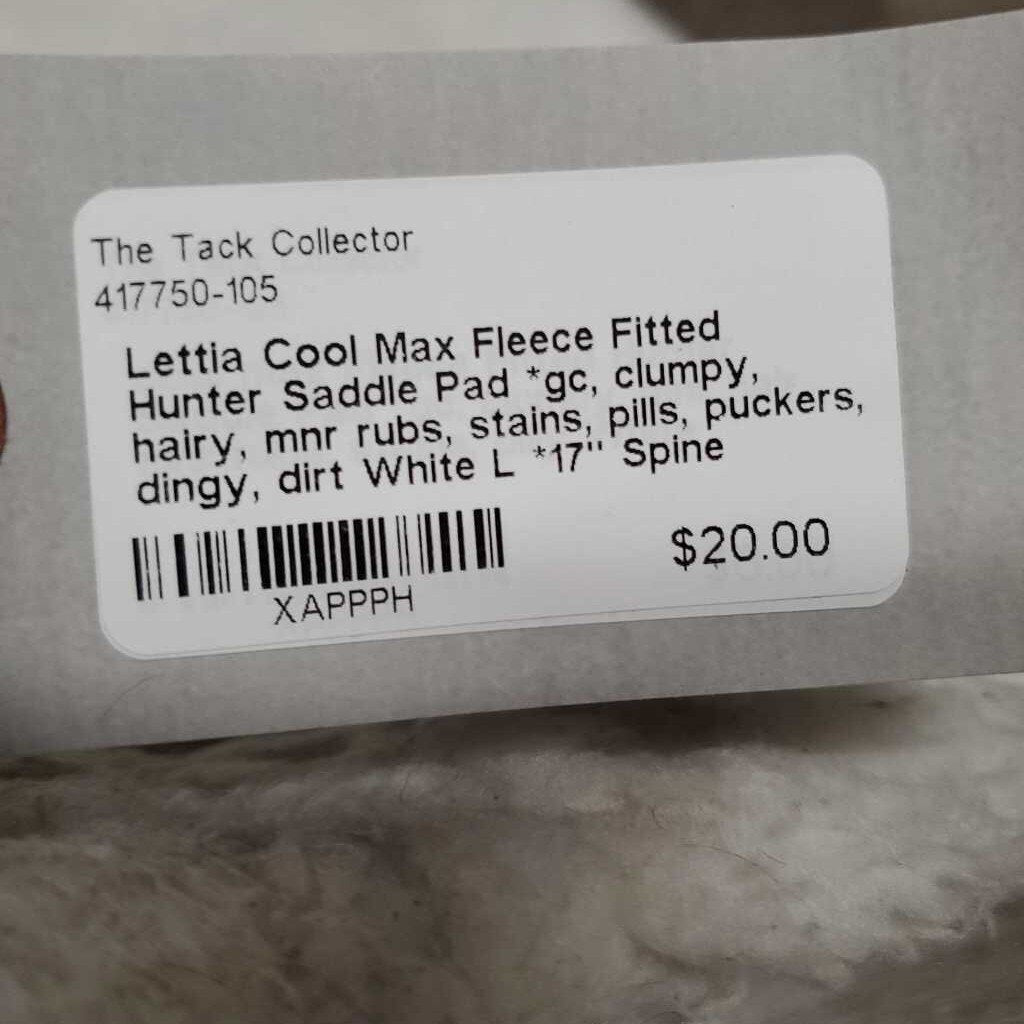 The Tack Collector
417750-105
Lettia Cool Max Fleece Fitted
Hunter Saddle Pad *gc, clumpy,
hairy, mnr rubs, stains, pills, puckers,
dingy, dirt White L *17" Spine
$20.00
XAPPPH